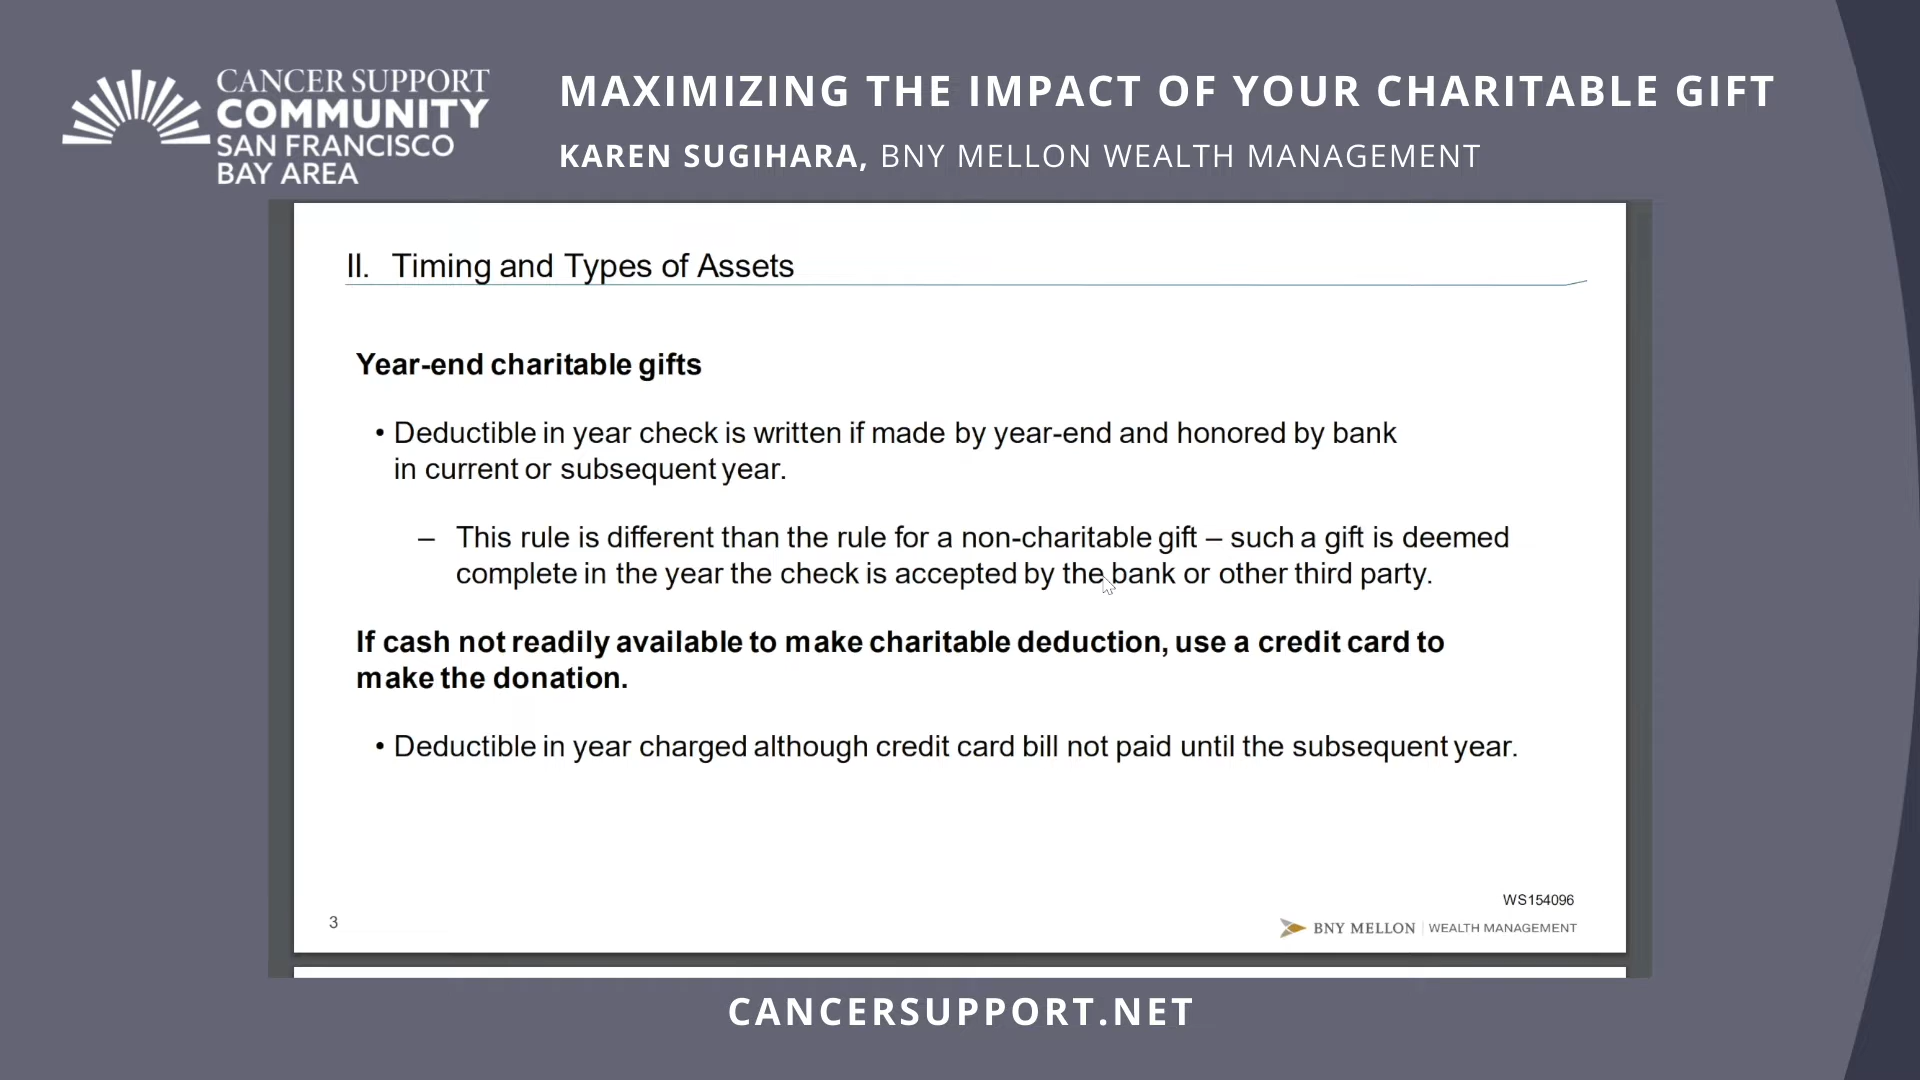 CANCER SUPPORT
COMMUNITY
SAN FRANCISCO
BAY AREA
MAXIMIZING THE IMPACT OF YOUR CHARITABLE GIFT
KAREN SUGIHARA, BNY MELLON WEALTH MANAGEMENT
II. Timing and Types of Assets
Year-end charitable gifts
• Deductible in year check is written if made by year-end and honored by bank
in current or subsequent year.
– This rule is different than the rule for a non-charitable gift – such a gift is deemed
complete in the year the check is accepted by the bank or other third party.
If cash not readily available to make charitable deduction, use a credit card to
make the donation.
• Deductible in year charged although credit card bill not paid until the subsequent year.
WS154096
3
BNY MELLON | WEALTH MANAGEMENT
CANCERSUPPORT.NET